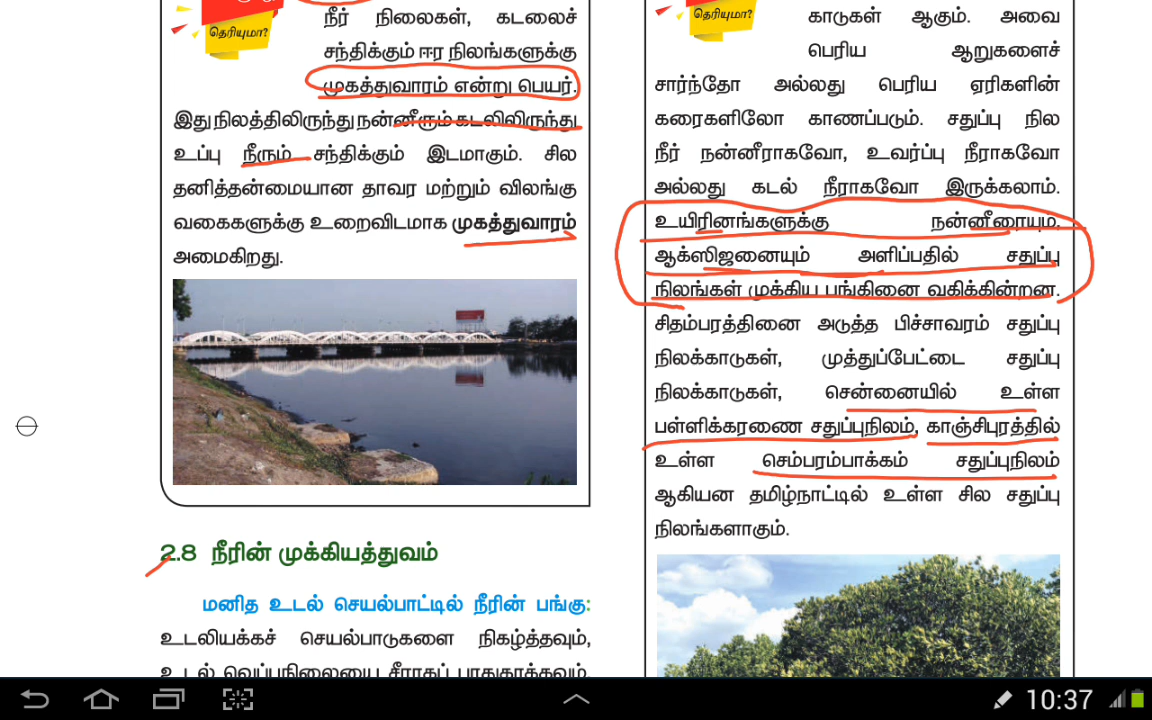 தெரியுமா?
நீர் நிலைகள், கடலைச்
சந்திக்கும் ஈர நிலங்களுக்கு
முகத்துவாரம் என்று பெயர்.
இது நிலத்திலிருந்து நன்னீரும் கடலிலிருந்து
உப்பு நீரும் சந்திக்கும் இடமாகும். சில
தனித்தன்மையான தாவர மற்றும் விலங்கு
வகைகளுக்கு உறைவிடமாக முகத்துவாரம்
அமைகிறது.
2.8 நீரின் முக்கியத்துவம்
மனித உடல் செயல்பாட்டில் நீரின் பங்கு:
உடலியக்கச் செயல்பாடுகளை நிகழ்த்தவும்,
உடல் வெப்பநிலையை சீராகப் பாதுகாக்கவும்,
தெரியுமா?
காடுகள் ஆகும். அவை
பெரிய ஆறுகளைச்
சார்ந்தோ அல்லது பெரிய ஏரிகளின்
கரைகளிலோ காணப்படும். சதுப்பு நில
நீர் நன்னீராகவோ, உவர்ப்பு நீராகவோ
அல்லது கடல் நீராகவோ இருக்கலாம்.
உயிரினங்களுக்கு நன்னீரையும்,
ஆக்ஸிஜனையும் அளிப்பதில் சதுப்பு
நிலங்கள் முக்கிய பங்கினை வகிக்கின்றன.
சிதம்பரத்தினை அடுத்த பிச்சாவரம் சதுப்பு
நிலக்காடுகள், முத்துப்பேட்டை சதுப்பு
நிலக்காடுகள், சென்னையில் உள்ள
பள்ளிக்கரணை சதுப்புநிலம், காஞ்சிபுரத்தில்
உள்ள செம்பரம்பாக்கம் சதுப்புநிலம்
ஆகியன தமிழ்நாட்டில் உள்ள சில சதுப்பு
நிலங்களாகும்.
10:37